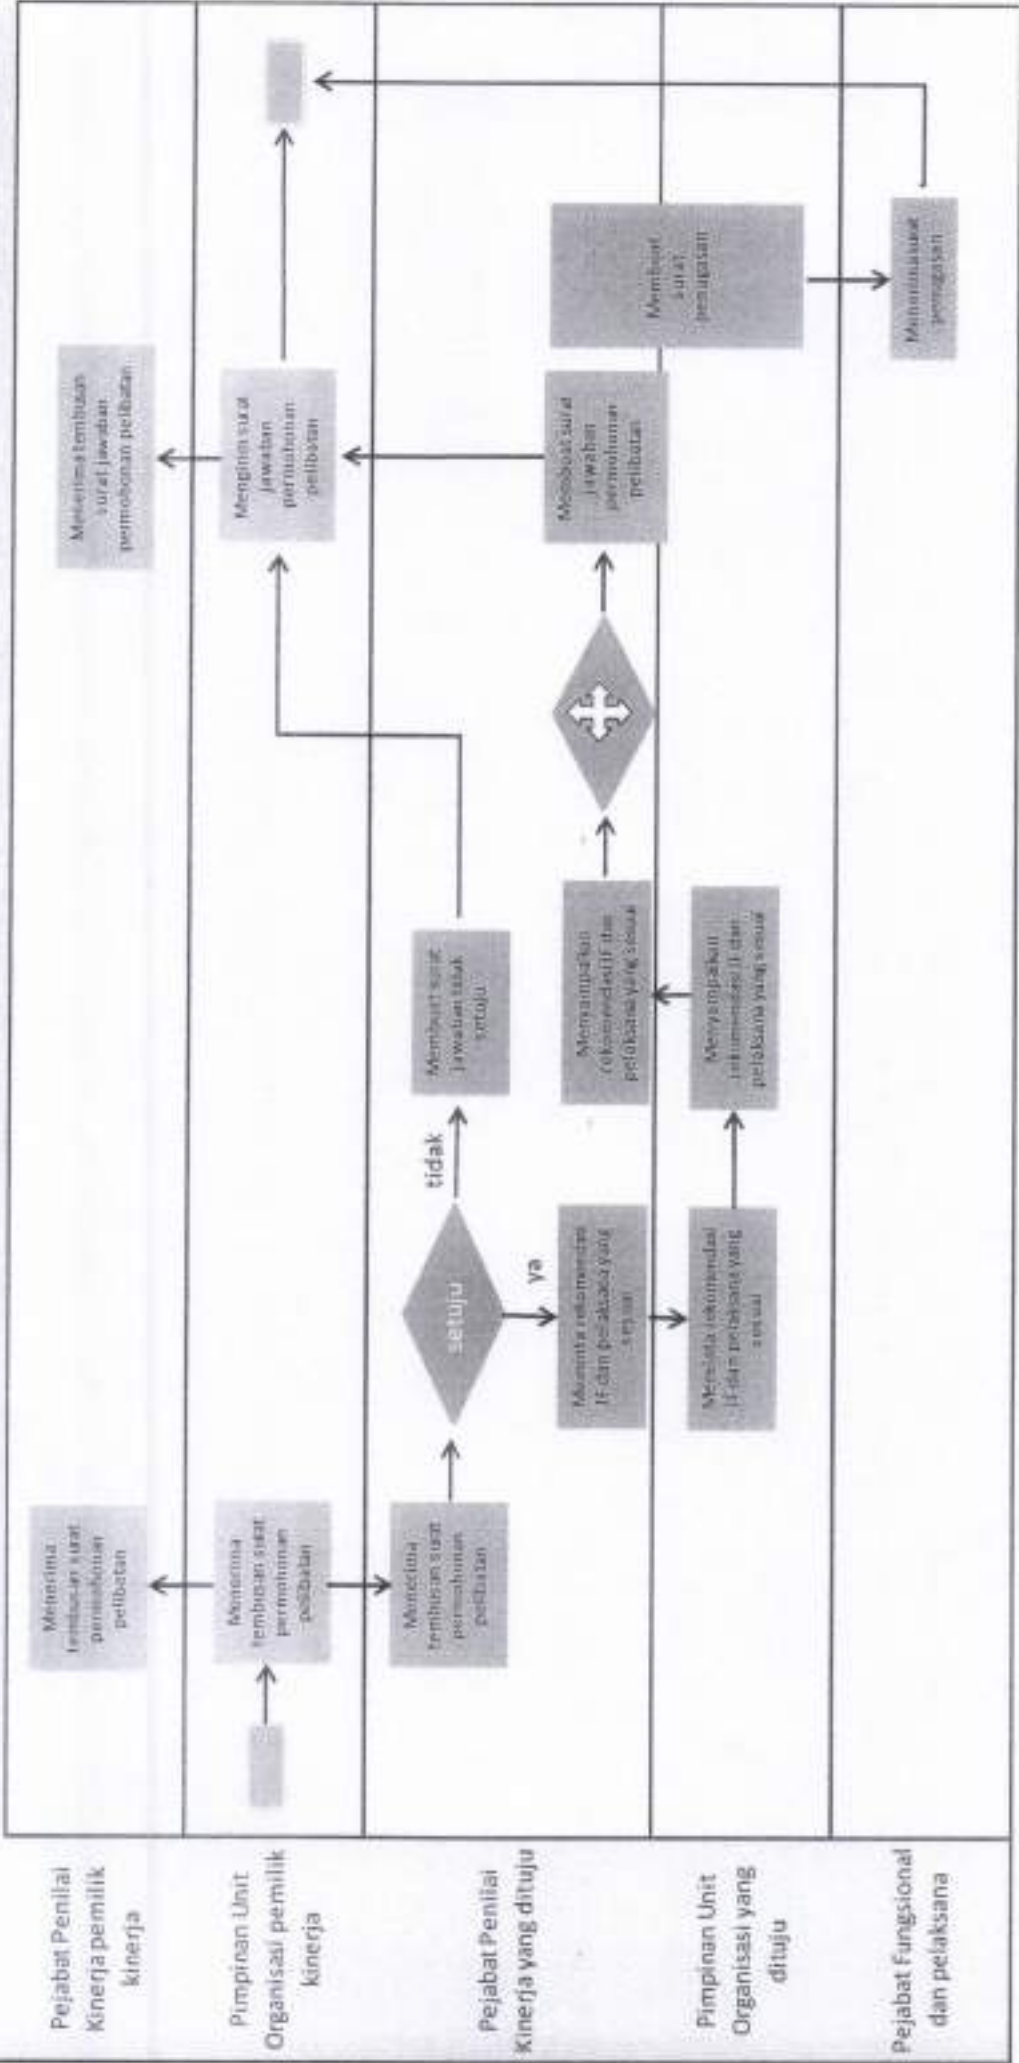 Pejabat Penilai
Kinerja pemilik
kinerja
Menerima
tembusan surat
permohonan
pelibatan
Menerima tembusan
surat jawaban
permohonan pelibatan
Pimpinan Unit
Organisasi pemilik
kinerja
Menerima
tembusan surat
permohonan
pelibatan
Mengirim surat
jawaban
permohonan
pelibatan
Pejabat Penilai
Kinerja yang dituju
Menerima
tembusan surat
permohonan
pelibatan
setuju
tidak
Membuat surat
jawaban tidak
setuju
ya
Meminta rekomendasi
JF dan pelaksana yang
sesuai
Menyampaikan
rekomendasi JF dan
pelaksana yang sesuai
Membuat surat
jawaban
permohonan
pelibatan
Membuat
surat
penugasan
Pimpinan Unit
Organisasi yang
dituju
Meminta rekomendasi
JF dan pelaksana yang
sesuai
Menyampaikan
rekomendasi JF dan
pelaksana yang sesuai
Pejabat Fungsional
dan pelaksana
Menerima surat
penugasan